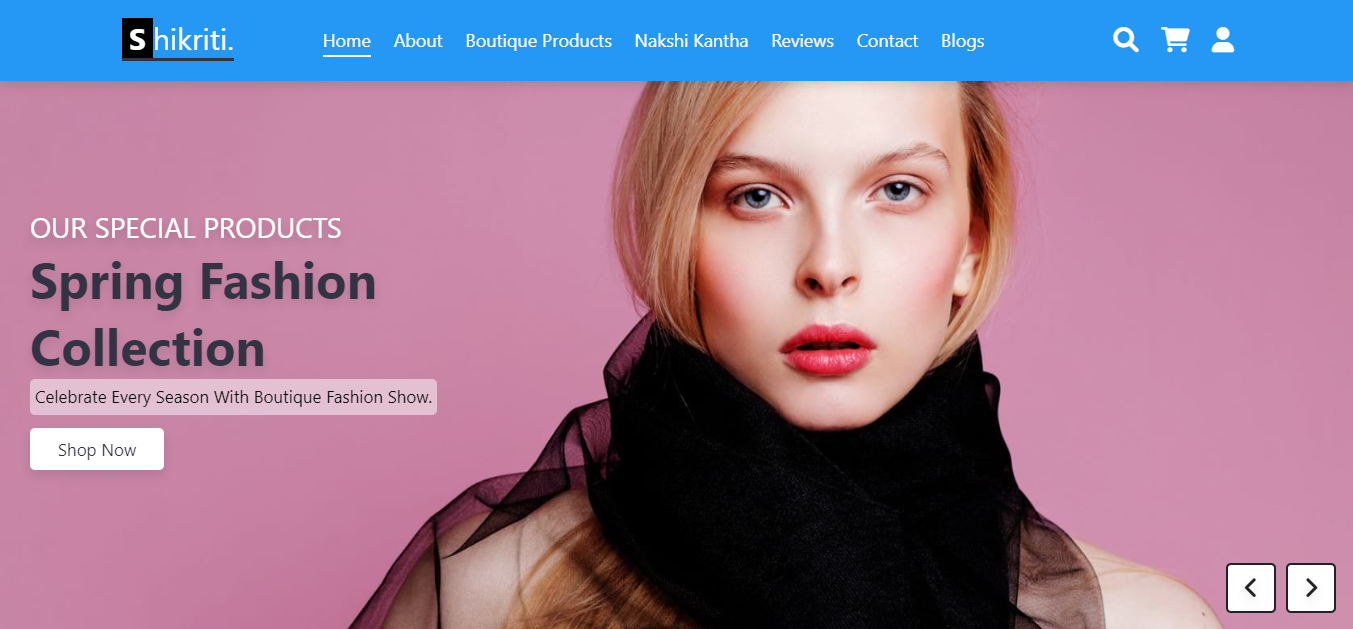 Shikriti.
Home About Boutique Products Nakshi Kantha Reviews Contact Blogs
OUR SPECIAL PRODUCTS
Spring Fashion
Collection
Celebrate Every Season With Boutique Fashion Show.
Shop Now